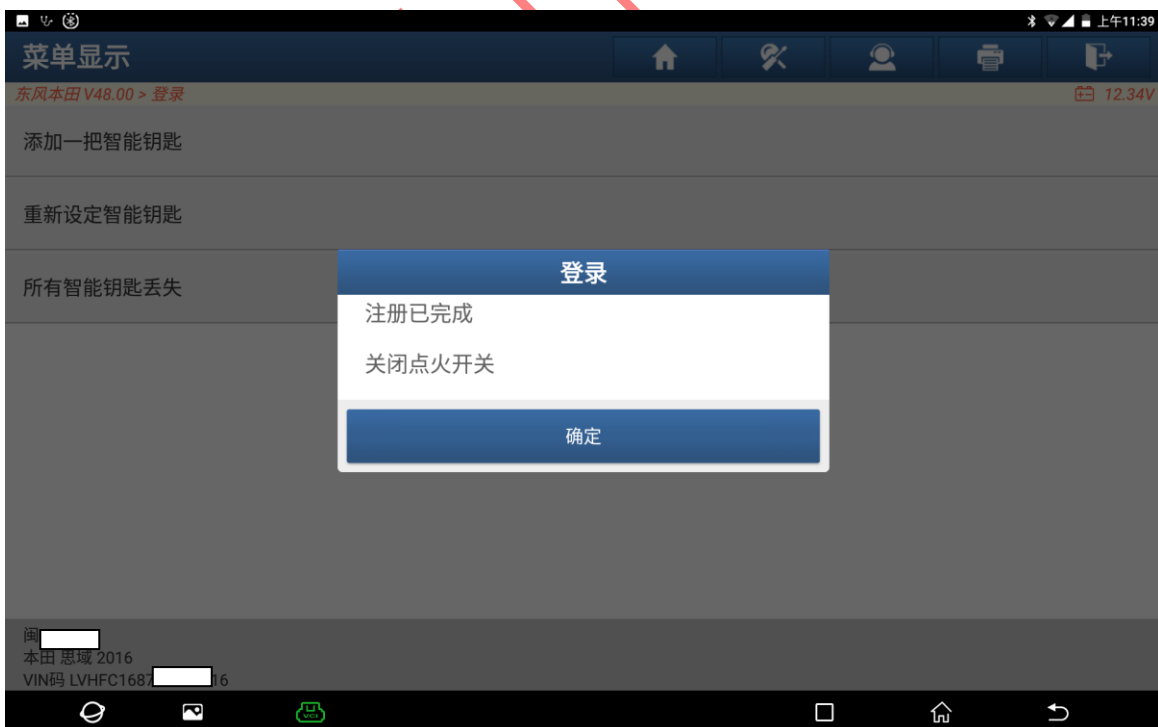 上午11:39
菜单显示
东风本田 V48.00 > 登录
12.34V
添加一把智能钥匙
重新设定智能钥匙
所有智能钥匙丢失
登录
注册已完成
关闭点火开关
确定
闽
本田 思域 2016
VIN码 LVHFC1687 16
VCI